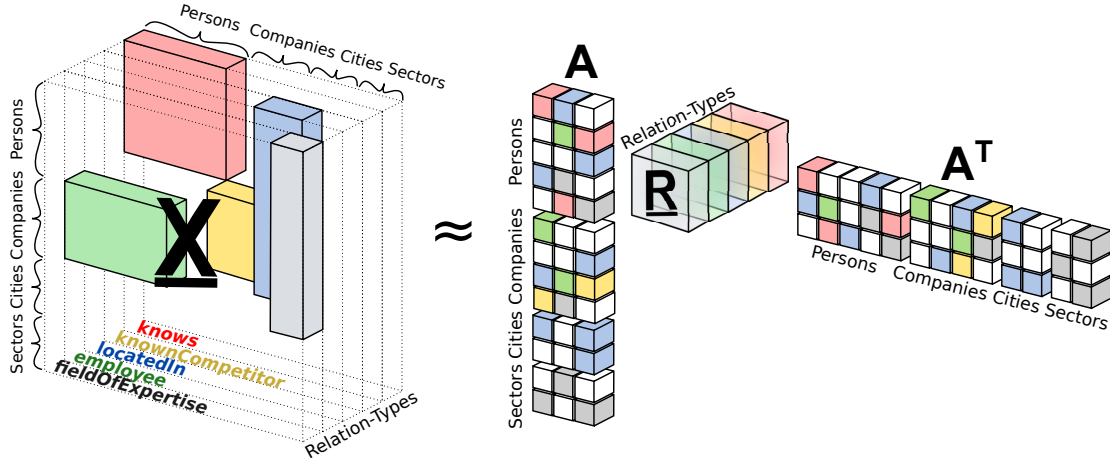 Persons Companies Cities Sectors
Sectors Cities Companies Persons
X
knows
knownCompetitor
locatedIn
employee
fieldOfExpertise
Relation-Types
≈
A
Sectors Cities Companies Persons
Relation-Types
R
A^T
Persons Companies Cities Sectors